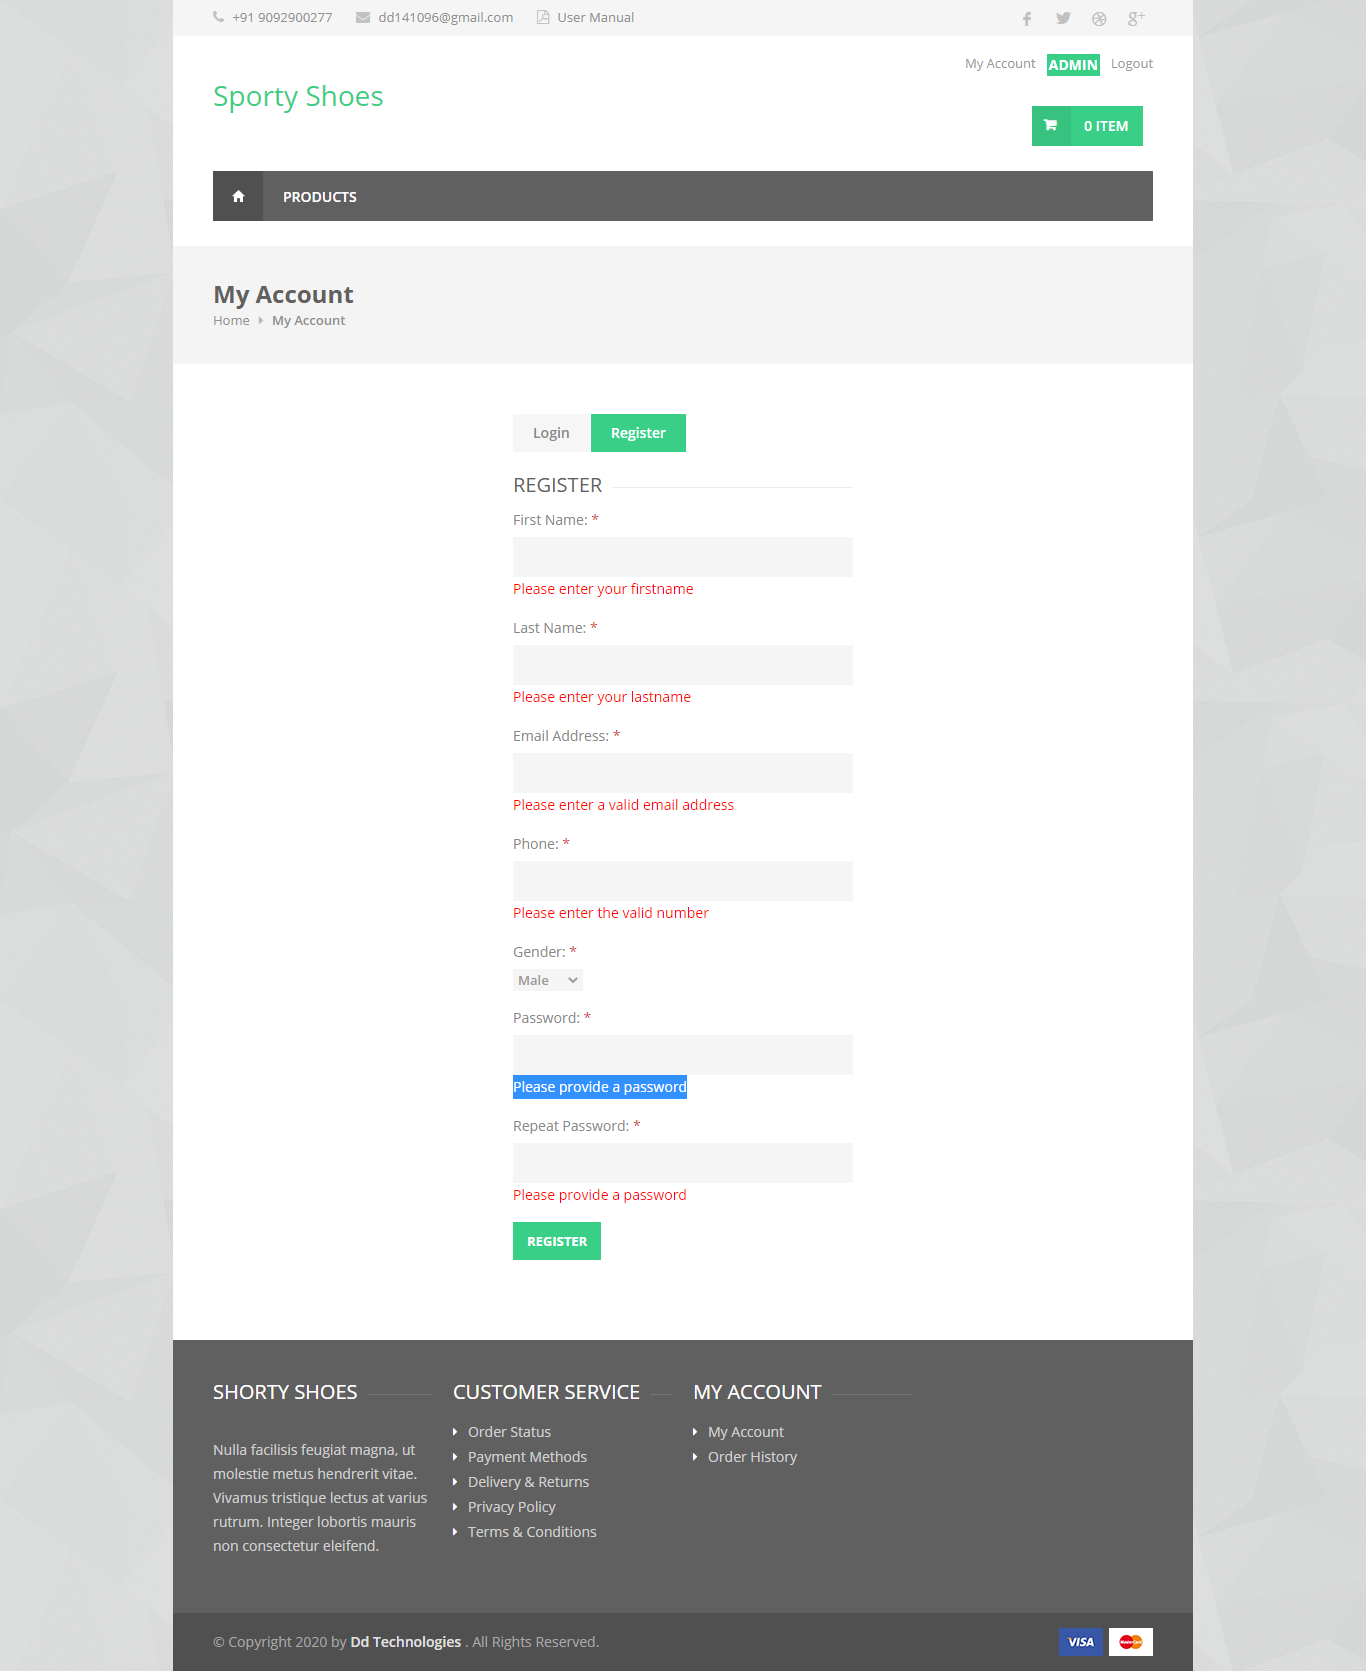 +91 9092900277 dd141096@gmail.com User Manual
My Account ADMIN Logout
Sporty Shoes
0 ITEM
PRODUCTS
My Account
Home My Account
Login Register
REGISTER
First Name: *
Please enter your firstname
Last Name: *
Please enter your lastname
Email Address: *
Please enter a valid email address
Phone: *
Please enter the valid number
Gender: *
Male
Password: *
Please provide a password
Repeat Password: *
Please provide a password
REGISTER
SHORTY SHOES
Nulla facilisis feugiat magna, ut
molestie metus hendrerit vitae.
Vivamus tristique lectus at varius
rutrum. Integer lobortis mauris
non consectetur eleifend.
CUSTOMER SERVICE
Order Status
Payment Methods
Delivery & Returns
Privacy Policy
Terms & Conditions
MY ACCOUNT
My Account
Order History
© Copyright 2020 by Dd Technologies . All Rights Reserved.
VISA MasterCard